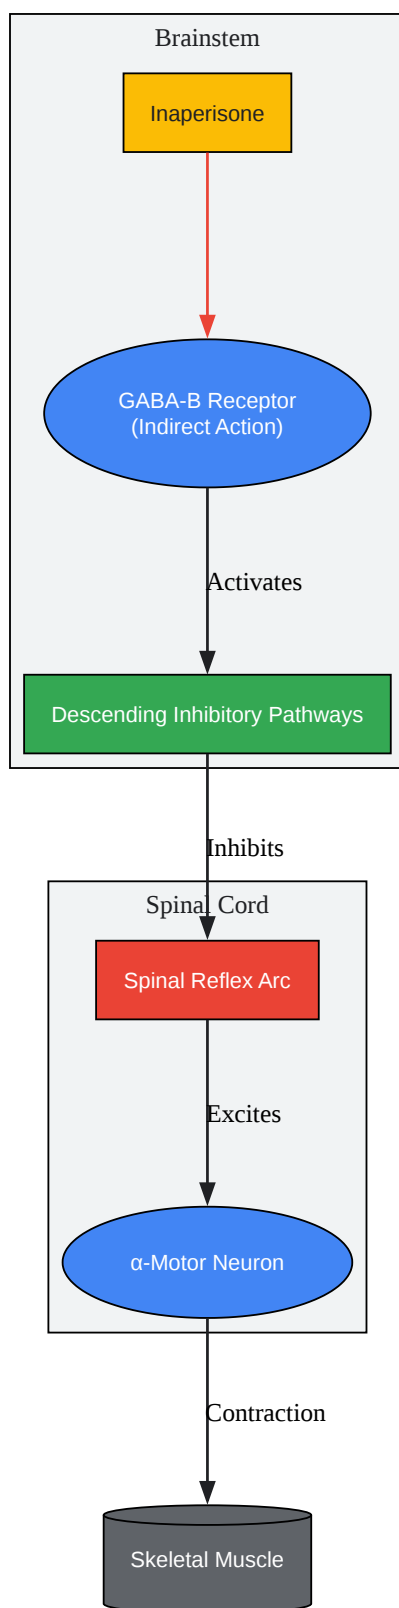 Brainstem
Inaperisone
GABA-B Receptor
(Indirect Action)
Activates
Descending Inhibitory Pathways
Inhibits
Spinal Cord
Spinal Reflex Arc
Excites
α-Motor Neuron
Contraction
Skeletal Muscle